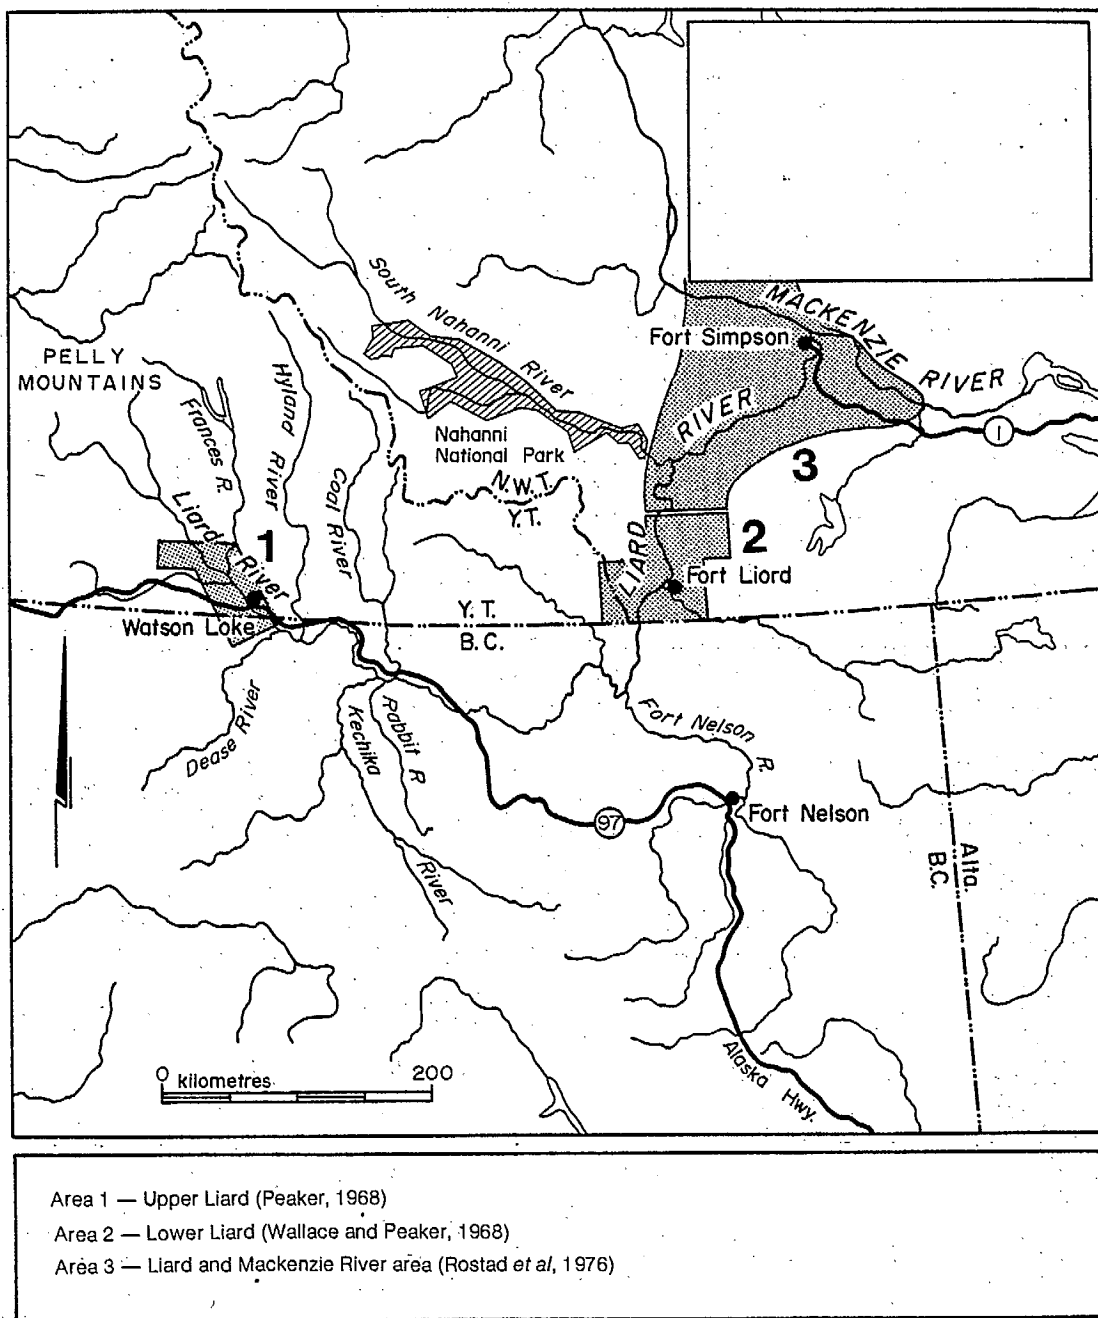 MACKENZIE RIVER
Fort Simpson
South Nahanni River
PELLY
MOUNTAINS
Frances R.
Hyland River
Coal River
Nahanni
National Park
N.W.T.
Y.T.
LIARD RIVER
1
3
2
Liard River
1
Fort Liord
Watson Loke
Y.T.
B.C.
Dease River
Kechika River
Rabbit R
Fort Nelson R.
97
Fort Nelson
Alta.
B.C.
Alaska Hwy.
0 kilometres 200
Area 1 — Upper Liard (Peaker, 1968)
Area 2 — Lower Liard (Wallace and Peaker, 1968)
Area 3 — Liard and Mackenzie River area (Rostad et al, 1976)